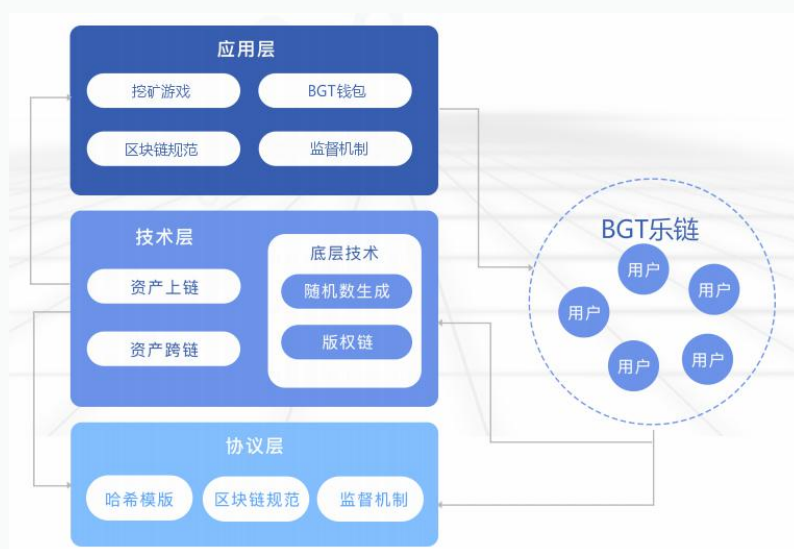 应用层
挖矿游戏
BGT钱包
区块链规范
监督机制
技术层
资产上链
资产跨链
底层技术
随机数生成
版权链
协议层
哈希模版
区块链规范
监督机制
BGT乐链
用户
用户
用户
用户
用户